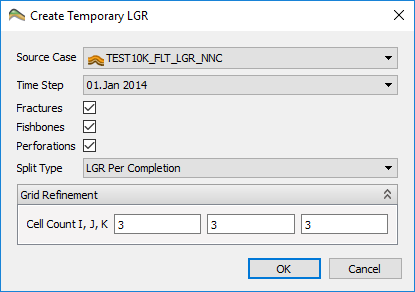 Create Temporary LGR
Source Case TEST10K_FLT_LGR_NNC
Time Step 01.Jan 2014
Fractures
Fishbones
Perforations
Split Type LGR Per Completion
Grid Refinement
Cell Count I, J, K 3 3 3
OK Cancel